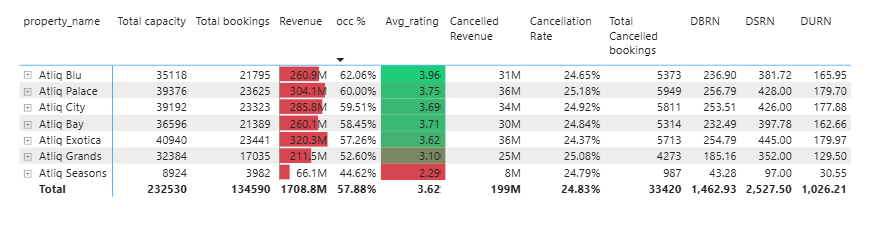 property_name Total capacity Total bookings Revenue occ % Avg_rating Cancelled Revenue Cancellation Rate Total Cancelled bookings DBRN DSRN DURN
Atliq Blu 35118 21795 260.9M 62.06% 3.96 31M 24.65% 5373 236.90 381.72 165.95
Atliq Palace 39376 23625 304.1M 60.00% 3.75 36M 25.18% 5949 256.79 428.00 179.70
Atliq City 39192 23323 285.8M 59.51% 3.69 34M 24.92% 5811 253.51 426.00 177.88
Atliq Bay 36596 21389 260.1M 58.45% 3.71 30M 24.84% 5314 232.49 397.78 162.66
Atliq Exotica 40940 23441 320.3M 57.26% 3.62 36M 24.37% 5713 254.79 445.00 179.97
Atliq Grands 32384 17035 211.5M 52.60% 3.10 25M 25.08% 4273 185.16 352.00 129.50
Atliq Seasons 8924 3982 66.1M 44.62% 2.29 8M 24.79% 987 43.28 97.00 30.55
Total 232530 134590 1708.8M 57.88% 3.62 199M 24.83% 33420 1,462.93 2,527.50 1,026.21